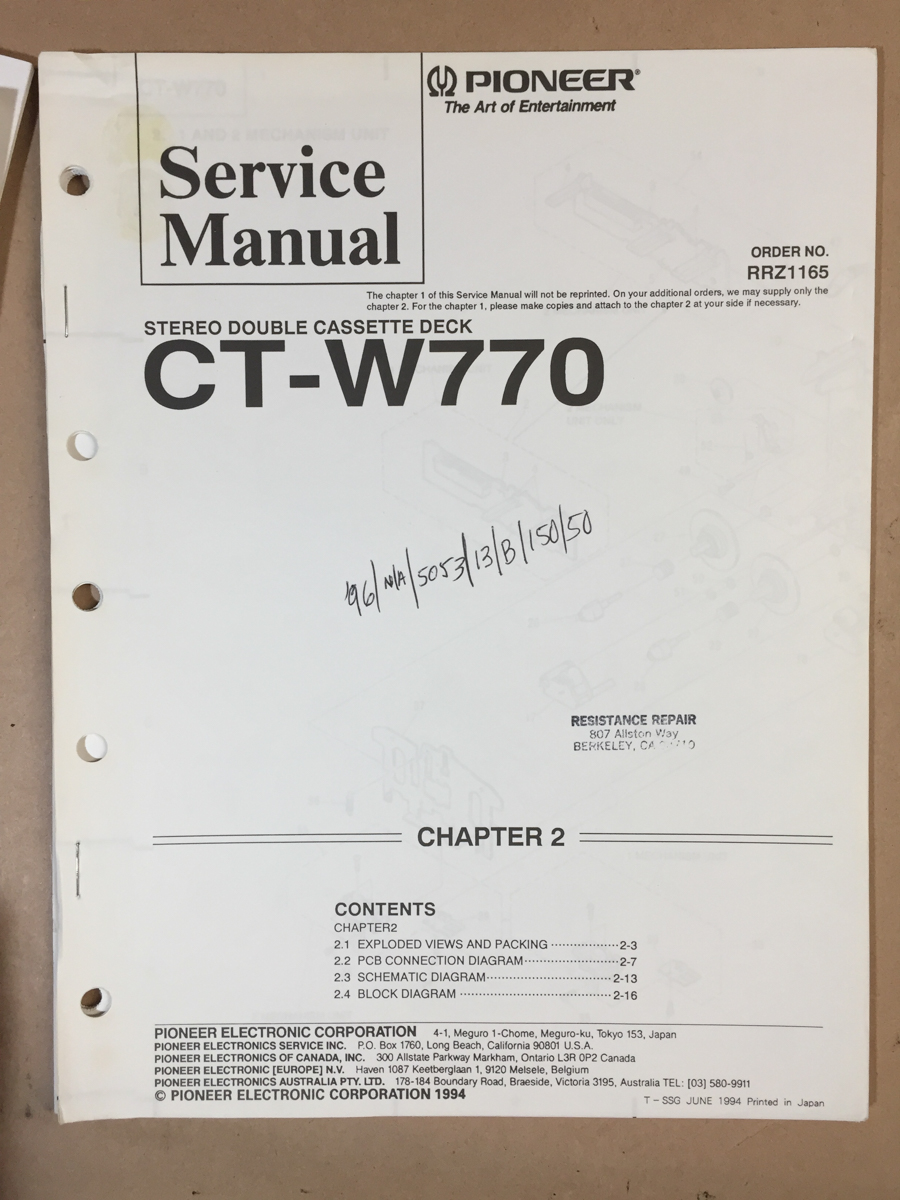 PIONEER®
The Art of Entertainment
Service
Manual
ORDER NO.
RRZ1165
The chapter 1 of this Service Manual will not be reprinted. On your additional orders, we may supply only the
chapter 2. For the chapter 1, please make copies and attach to the chapter 2 at your side if necessary.
STEREO DOUBLE CASSETTE DECK
CT-W770
'96/N/A/5053/13/B/150/50
RESISTANCE REPAIR
807 Allston Way
BERKELEY, CA
CHAPTER 2
CONTENTS
CHAPTER2
2.1 EXPLODED VIEWS AND PACKING ·················· 2-3
2.2 PCB CONNECTION DIAGRAM ························· 2-7
2.3 SCHEMATIC DIAGRAM ································· 2-13
2.4 BLOCK DIAGRAM ········································ 2-16
PIONEER ELECTRONIC CORPORATION 4-1, Meguro 1-Chome, Meguro-ku, Tokyo 153, Japan
PIONEER ELECTRONICS SERVICE INC. P.O. Box 1760, Long Beach, California 90801 U.S.A.
PIONEER ELECTRONICS OF CANADA, INC. 300 Allstate Parkway Markham, Ontario L3R 0P2 Canada
PIONEER ELECTRONIC [EUROPE] N.V. Haven 1087 Keetberglaan 1, 9120 Melsele, Belgium
PIONEER ELECTRONICS AUSTRALIA PTY. LTD. 178-184 Boundary Road, Braeside, Victoria 3195, Australia TEL: [03] 580-9911
© PIONEER ELECTRONIC CORPORATION 1994
T – SSG JUNE 1994 Printed in Japan